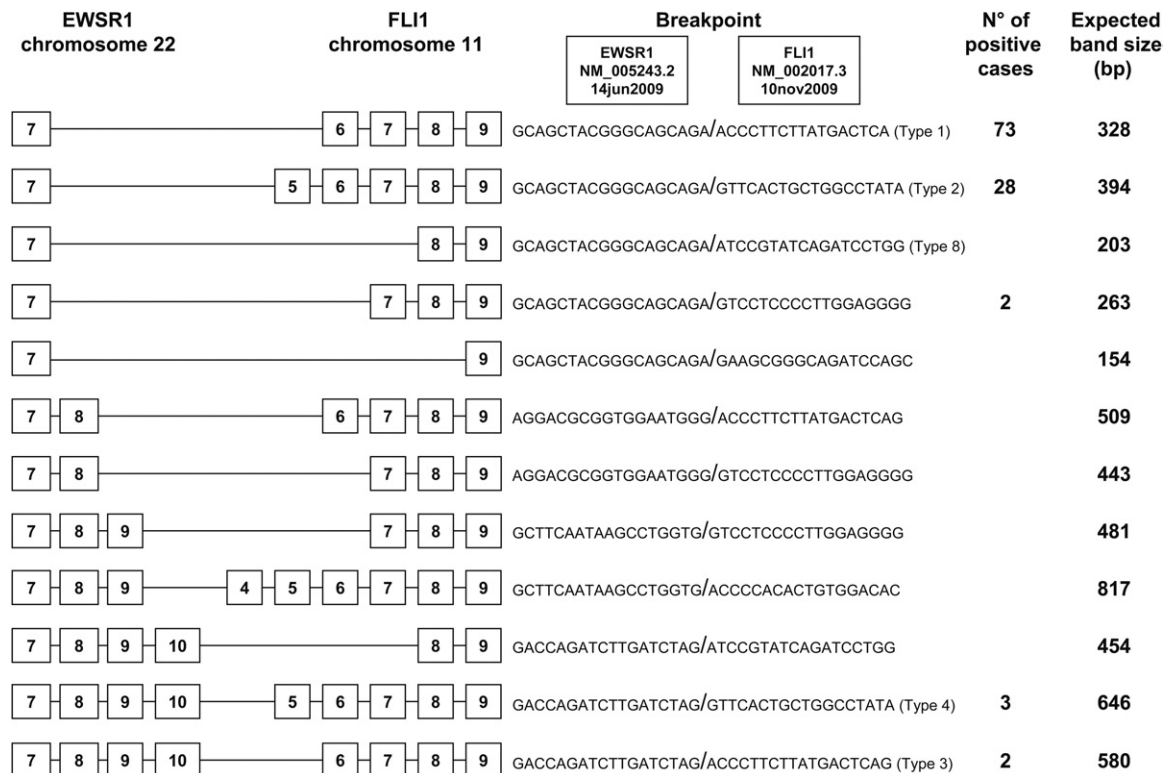 EWSR1
chromosome 22
FLI1
chromosome 11
Breakpoint
N° of
positive
cases
Expected
band size
(bp)
EWSR1
NM_005243.2
14jun2009
FLI1
NM_002017.3
10nov2009
7 6 7 8 9 GCAGCTACGGGCAGCAGA/ACCCTTCTTATGACTCA (Type 1) 73 328
7 5 6 7 8 9 GCAGCTACGGGCAGCAGA/GTTCACTGCTGGCCTATA (Type 2) 28 394
7 8 9 GCAGCTACGGGCAGCAGA/ATCCGTATCAGATCCTGG (Type 8) 203
7 7 8 9 GCAGCTACGGGCAGCAGA/GTCCTCCCCTTGGAGGGG 2 263
7 9 GCAGCTACGGGCAGCAGA/GAAGCGGGCAGATCCAGC 154
7 8 6 7 8 9 AGGACGCGGTGGAATGGG/ACCCTTCTTATGACTCAG 509
7 8 7 8 9 AGGACGCGGTGGAATGGG/GTCCTCCCCTTGGAGGGG 443
7 8 9 7 8 9 GCTTCAATAAGCCTGGTG/GTCCTCCCCTTGGAGGGG 481
7 8 9 4 5 6 7 8 9 GCTTCAATAAGCCTGGTG/ACCCCACACTGTGGACAC 817
7 8 9 10 8 9 GACCAGATCTTGATCTAG/ATCCGTATCAGATCCTGG 454
7 8 9 10 5 6 7 8 9 GACCAGATCTTGATCTAG/GTTCACTGCTGGCCTATA (Type 4) 3 646
7 8 9 10 6 7 8 9 GACCAGATCTTGATCTAG/ACCCTTCTTATGACTCAG (Type 3) 2 580